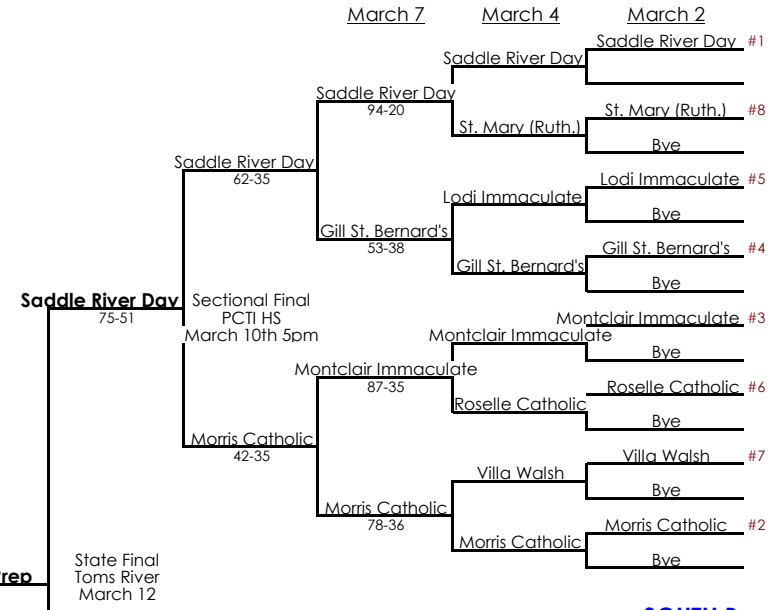 March 7 March 4 March 2
Saddle River Day #1
Saddle River Day
Saddle River Day
94-20
St. Mary (Ruth.) #8
St. Mary (Ruth.)
Bye
Saddle River Day
62-35
Lodi Immaculate #5
Lodi Immaculate
Bye
Gill St. Bernard's
53-38
Gill St. Bernard's #4
Gill St. Bernard's
Bye
Saddle River Day
75-51
Sectional Final
PCTI HS
March 10th 5pm
Montclair Immaculate #3
Montclair Immaculate
Bye
Montclair Immaculate
87-35
Roselle Catholic #6
Roselle Catholic
Bye
Morris Catholic
42-35
Villa Walsh #7
Villa Walsh
Bye
Morris Catholic
78-36
Morris Catholic #2
Morris Catholic
Bye
State Final
Toms River
March 12